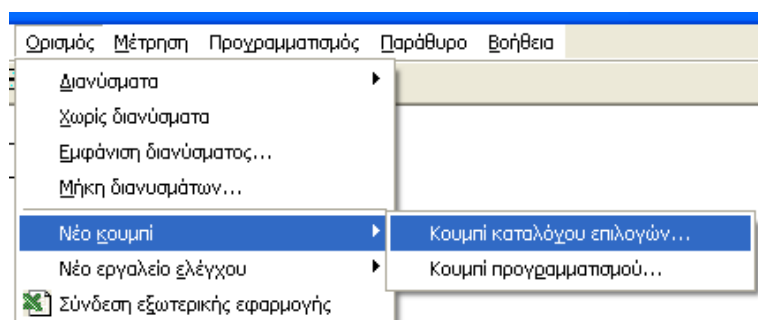 Ορισμός Μέτρηση Προγραμματισμός Παράθυρο Βοήθεια
Διανύσματα
Χωρίς διανύσματα
Εμφάνιση διανύσματος...
Μήκη διανυσμάτων...
Νέο κουμπί
Κουμπί καταλόγου επιλογών...
Νέο εργαλείο ελέγχου
Κουμπί προγραμματισμού...
Σύνδεση εξωτερικής εφαρμογής